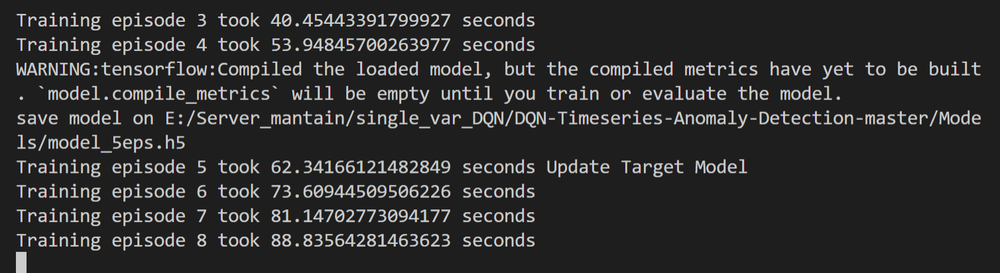 Training episode 3 took 40.45443391799927 seconds
Training episode 4 took 53.94845700263977 seconds
WARNING:tensorflow:Compiled the loaded model, but the compiled metrics have yet to be built
. `model.compile_metrics` will be empty until you train or evaluate the model.
save model on E:/Server_mantain/single_var_DQN/DQN-Timeseries-Anomaly-Detection-master/Mode
ls/model_5eps.h5
Training episode 5 took 62.34166121482849 seconds Update Target Model
Training episode 6 took 73.60944509506226 seconds
Training episode 7 took 81.14702773094177 seconds
Training episode 8 took 88.83564281463623 seconds